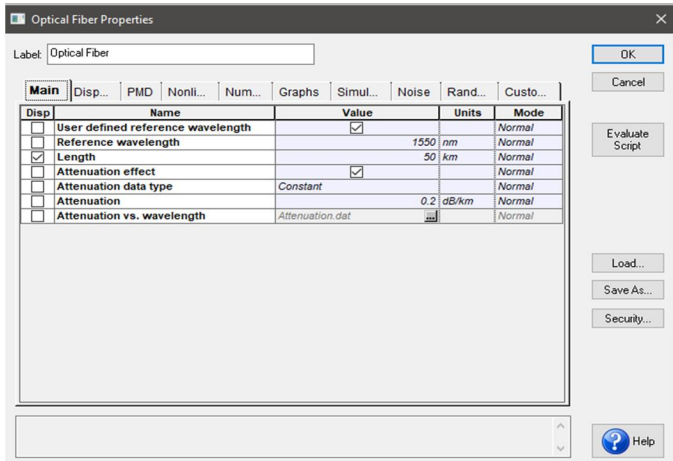 Optical Fiber Properties
Label: Optical Fiber
OK
Cancel
Evaluate Script
Load...
Save As...
Security...
Help
Main Disp... PMD Nonli... Num... Graphs Simul... Noise Rand... Custo...
Disp Name Value Units Mode
User defined reference wavelength Normal
Reference wavelength 1550 nm Normal
Length 50 km Normal
Attenuation effect Normal
Attenuation data type Constant Normal
Attenuation 0.2 dB/km Normal
Attenuation vs. wavelength Attenuation.dat ... Normal